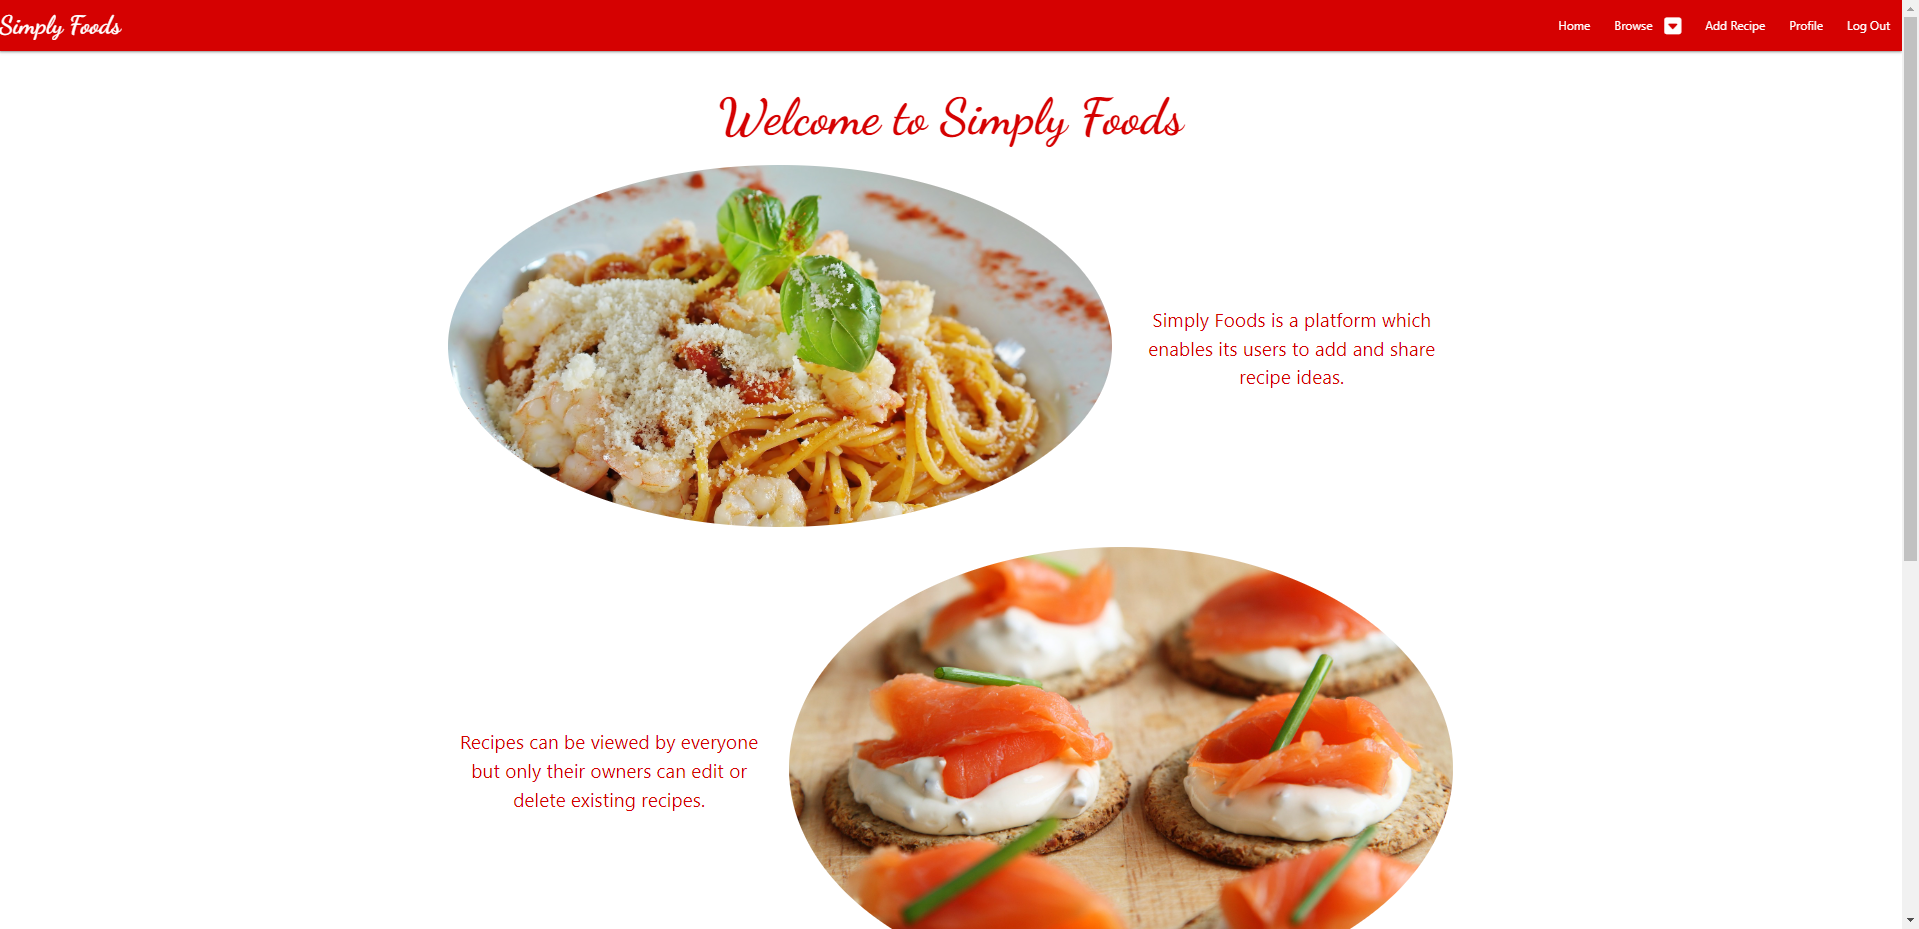 Simply Foods
Home Browse Add Recipe Profile Log Out
Welcome to Simply Foods
Simply Foods is a platform which
enables its users to add and share
recipe ideas.
Recipes can be viewed by everyone
but only their owners can edit or
delete existing recipes.